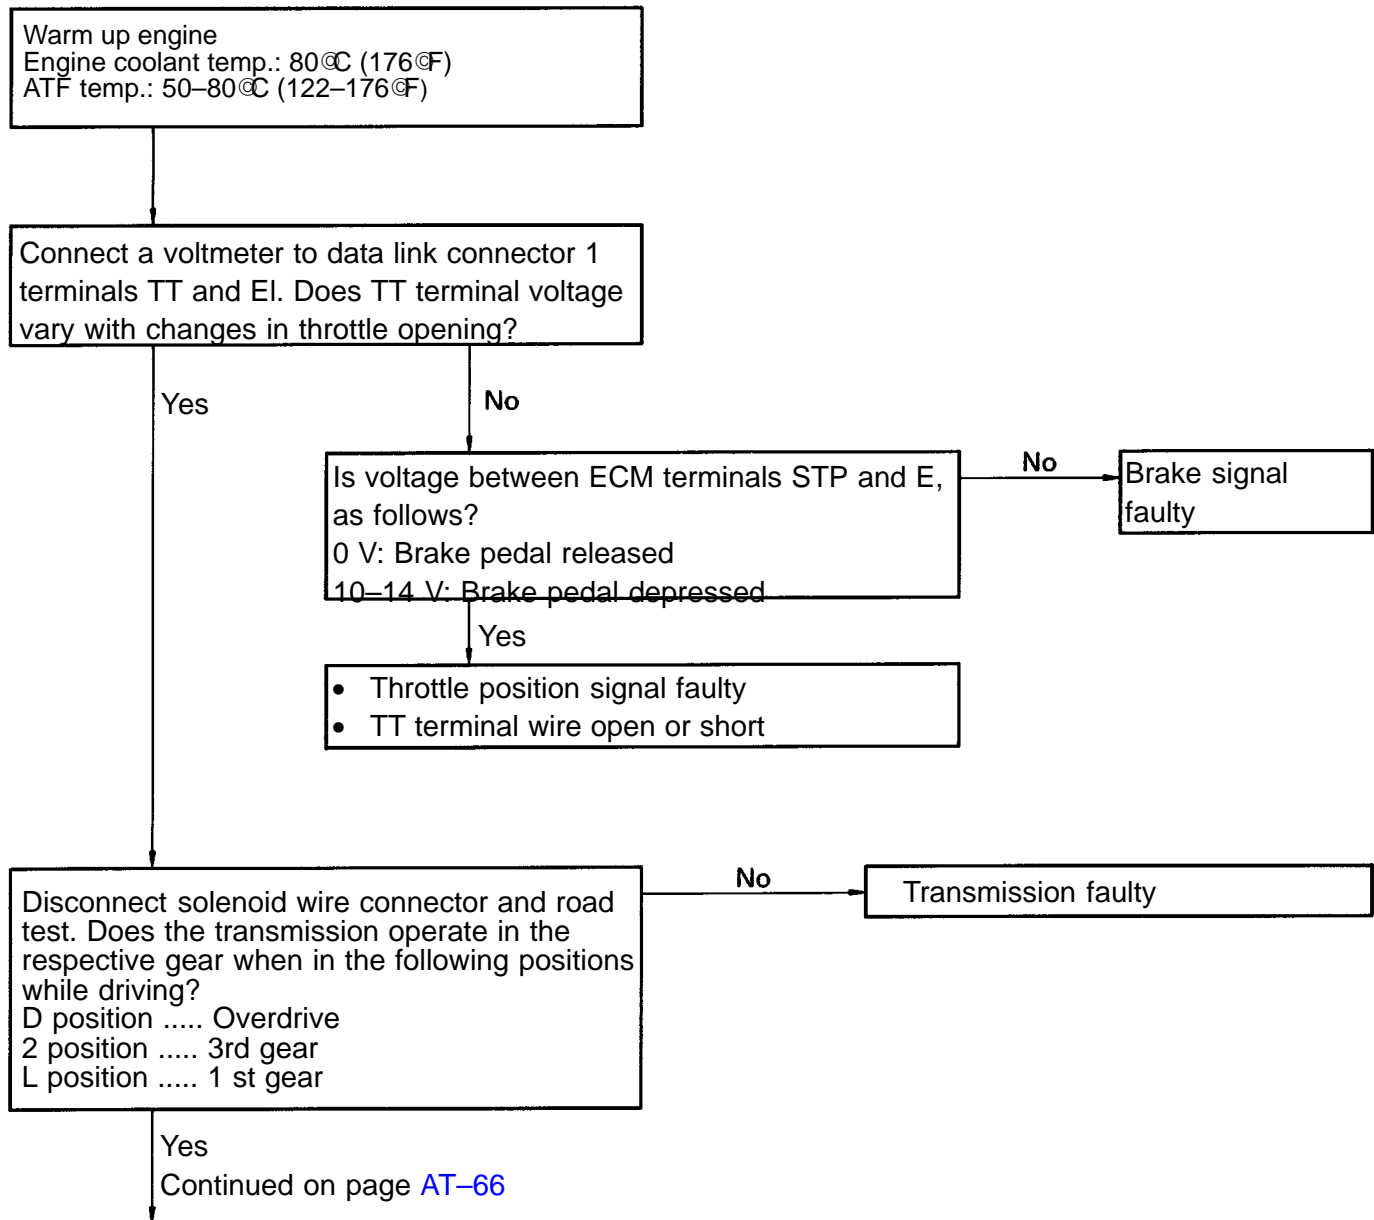 Warm up engine
Engine coolant temp.: 80°C (176°F)
ATF temp.: 50–80°C (122–176°F)
Connect a voltmeter to data link connector 1
terminals TT and El. Does TT terminal voltage
vary with changes in throttle opening?
Yes
No
Is voltage between ECM terminals STP and E,
as follows?
0 V: Brake pedal released
10–14 V: Brake pedal depressed
No
Brake signal
faulty
Yes
• Throttle position signal faulty
• TT terminal wire open or short
Disconnect solenoid wire connector and road
test. Does the transmission operate in the
respective gear when in the following positions
while driving?
D position ..... Overdrive
2 position ..... 3rd gear
L position ..... 1 st gear
No
Transmission faulty
Yes
Continued on page AT–66